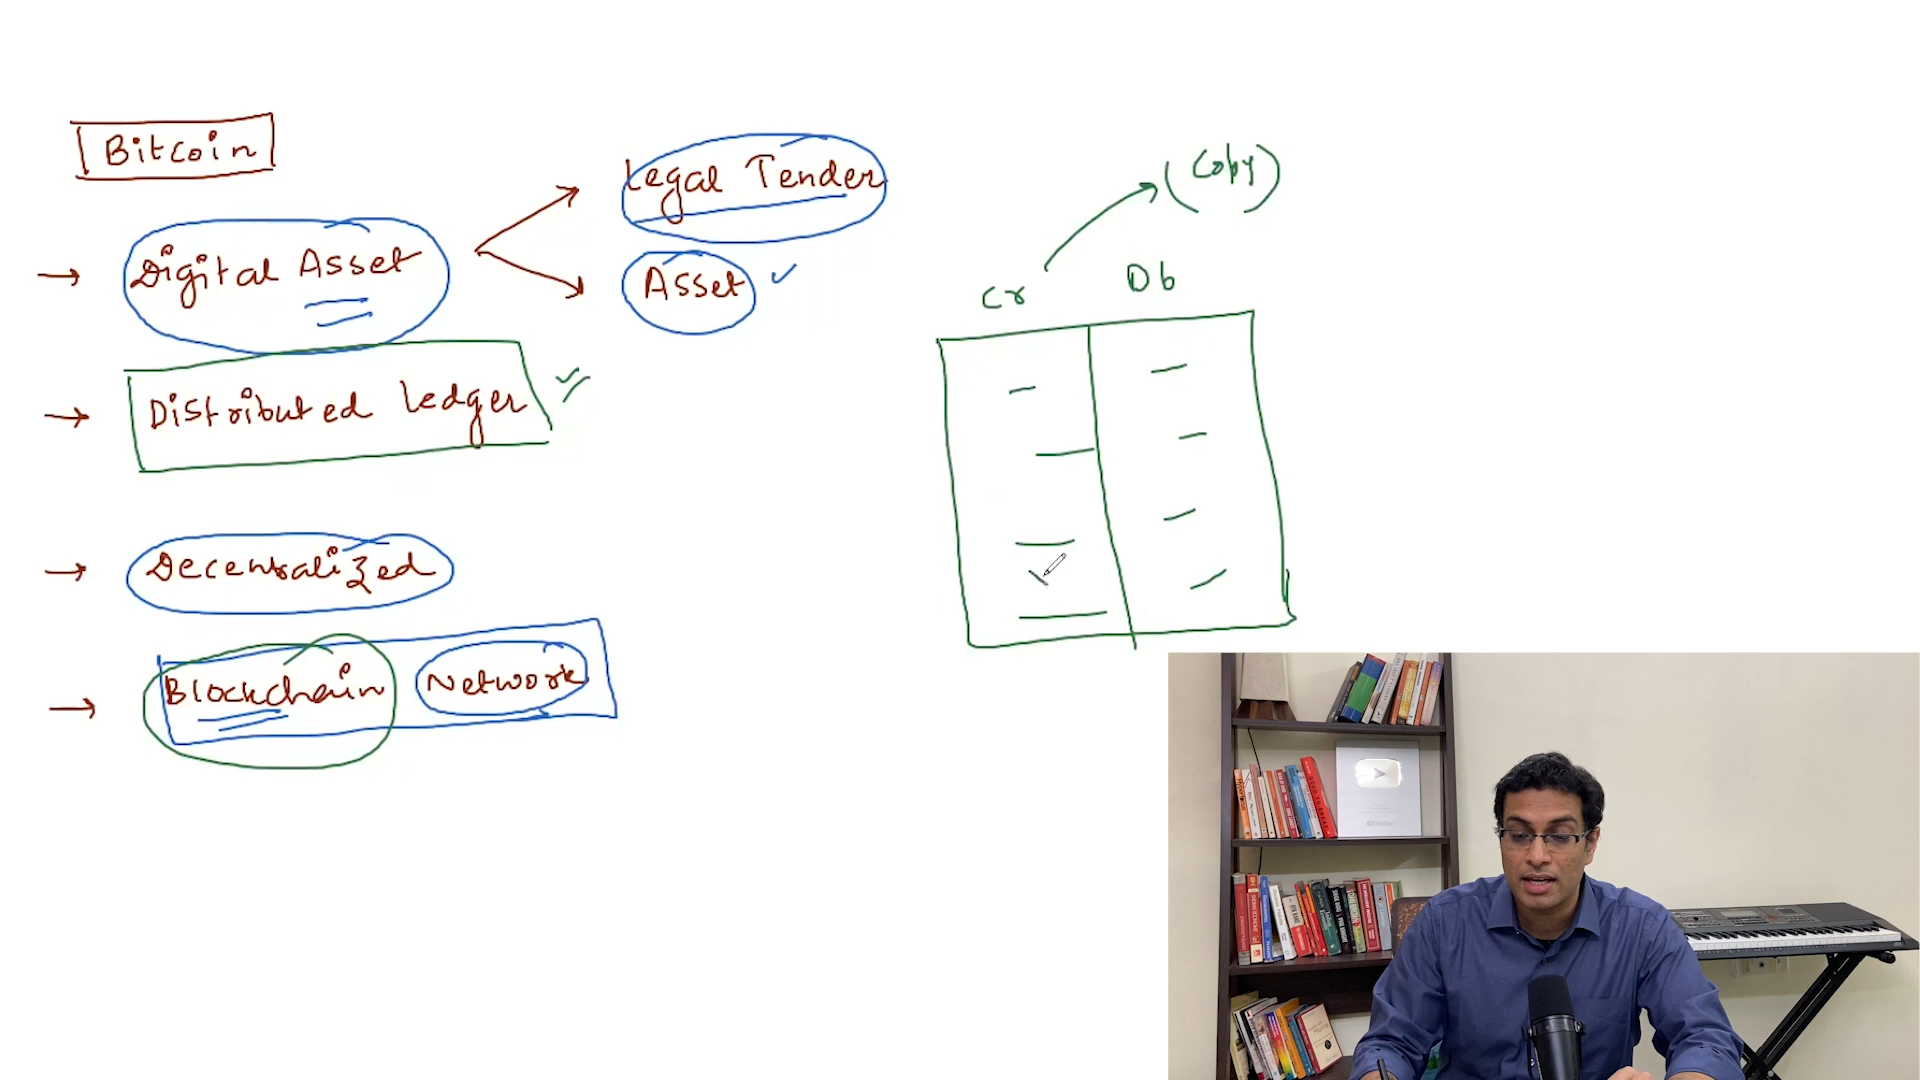 Bitcoin
→ Digital Asset
Legal Tender
Asset ✓
→ Distributed Ledger
→ Decentralized
→ Blockchain Network
(Copy)
Cr Db